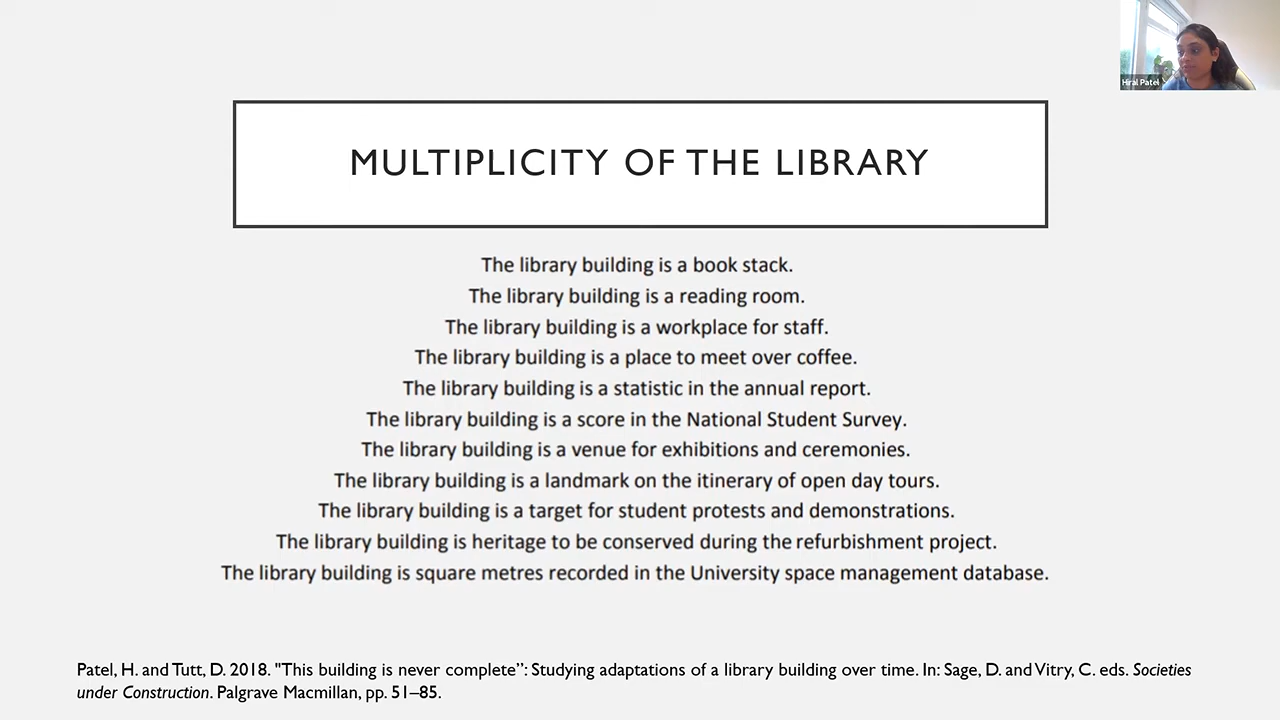 Hiral Patel
MULTIPLICITY OF THE LIBRARY
The library building is a book stack.
The library building is a reading room.
The library building is a workplace for staff.
The library building is a place to meet over coffee.
The library building is a statistic in the annual report.
The library building is a score in the National Student Survey.
The library building is a venue for exhibitions and ceremonies.
The library building is a landmark on the itinerary of open day tours.
The library building is a target for student protests and demonstrations.
The library building is heritage to be conserved during the refurbishment project.
The library building is square metres recorded in the University space management database.
Patel, H. and Tutt, D. 2018. "This building is never complete”: Studying adaptations of a library building over time. In: Sage, D. and Vitry, C. eds. Societies
under Construction. Palgrave Macmillan, pp. 51–85.